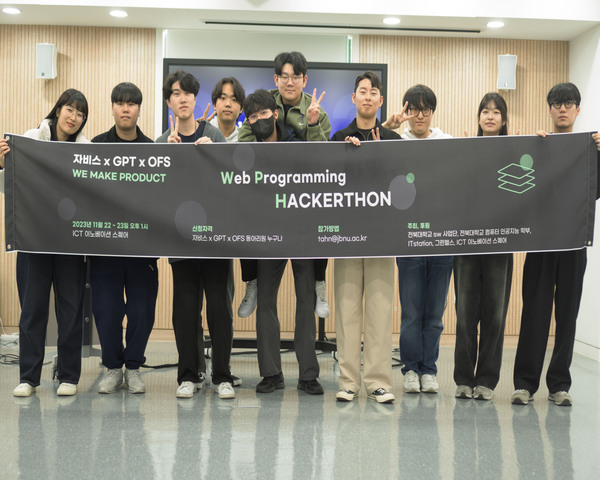 자비스 x GPT x OFS
WE MAKE PRODUCT
Web Programming
HACKERTHON
2023년 11월 22 ~ 23일 오후 1시
ICT 이노베이션 스퀘어
신청자격
자비스 x GPT x OFS 동아리원 누구나
참가방법
tahn@jbnu.ac.kr
주최, 후원
전북대학교 sw 사업단, 전북대학교 컴퓨터 인공지능 학부,
ITstation, 그린헬스, ICT 이노베이션 스퀘어